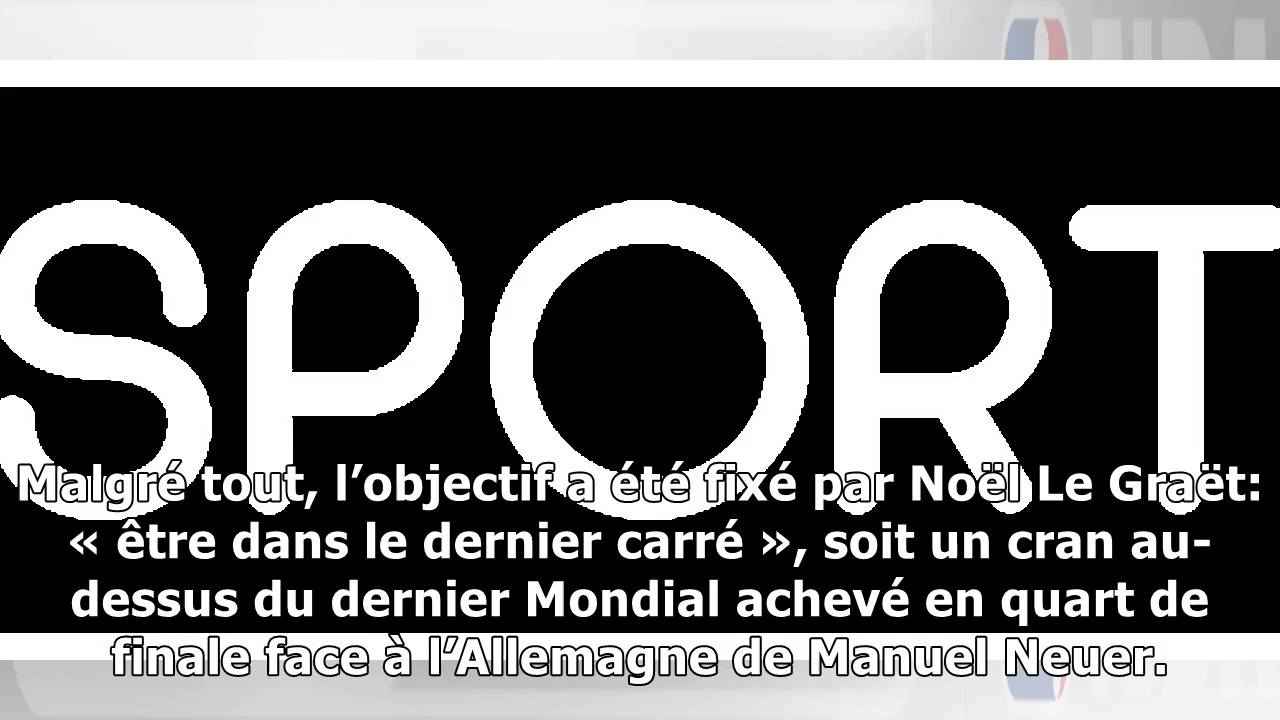 SPORT
Malgré tout, l’objectif a été fixé par Noël Le Graët:
« être dans le dernier carré », soit un cran au-
dessus du dernier Mondial achevé en quart de
finale face à l’Allemagne de Manuel Neuer.